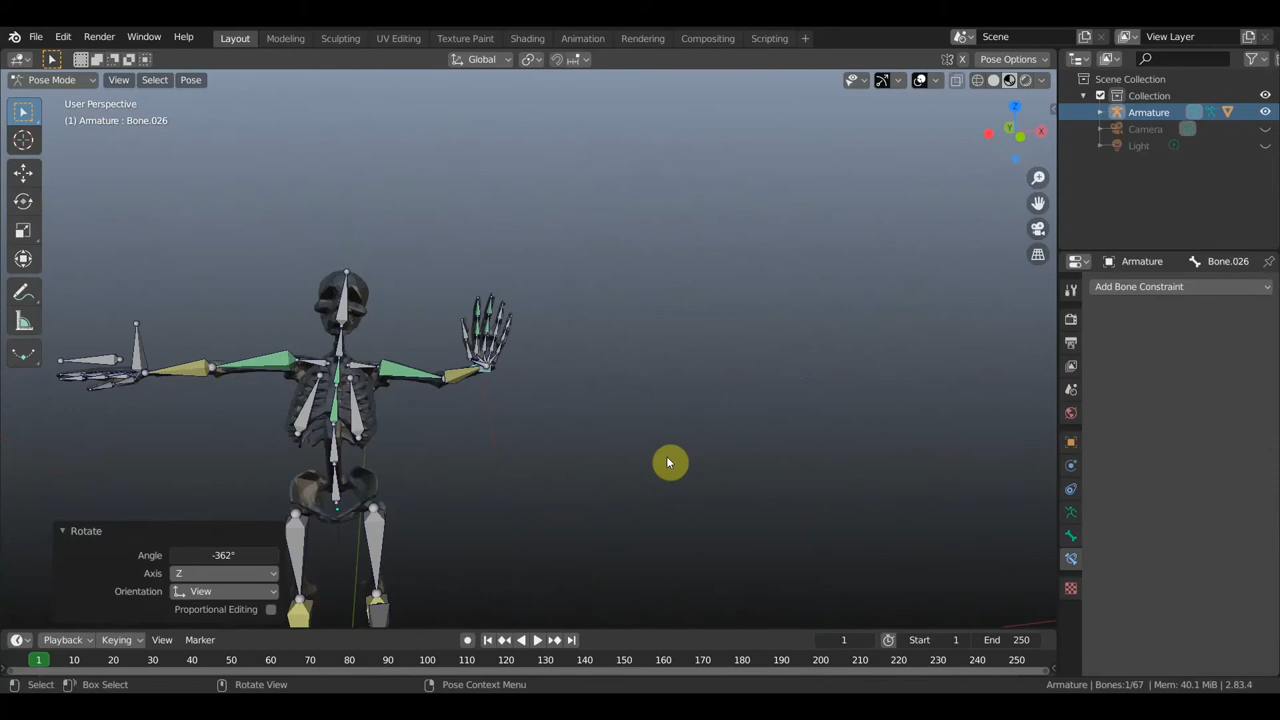 File Edit Render Window Help
Layout Modeling Sculpting UV Editing Texture Paint Shading Animation Rendering Compositing Scripting +
Scene
View Layer
Global
X
Pose Options
Pose Mode View Select Pose
User Perspective
(1) Armature : Bone.026
Z
X
Y
Scene Collection
Collection
Armature
Camera
Light
Armature
Bone.026
Add Bone Constraint
Rotate
Angle -362°
Axis Z
Orientation View
Proportional Editing
Playback Keying View Marker
1 Start 1 End 250
1 10 20 30 40 50 60 70 80 90 100 110 120 130 140 150 160 170 180 190 200 210 220 230 240 250
Select Box Select Rotate View Pose Context Menu Armature | Bones:1/67 | Mem: 40.1 MiB | 2.83.4